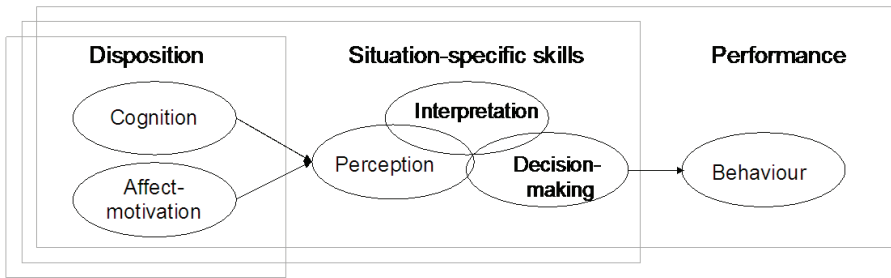 Disposition
Situation-specific skills
Performance
Cognition
Affect-
motivation
Interpretation
Perception
Decision-
making
Behaviour